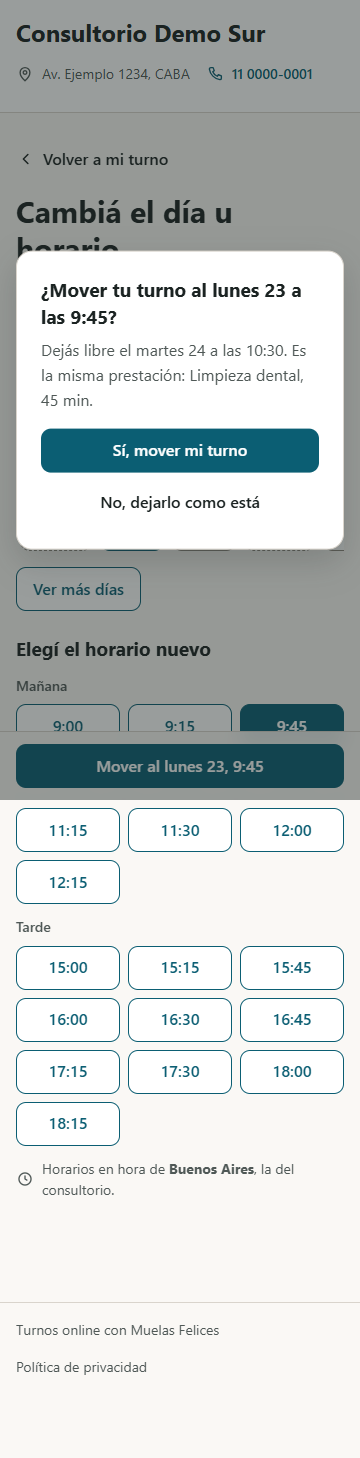 Consultorio Demo Sur
Av. Ejemplo 1234, CABA 11 0000-0001
Volver a mi turno
Cambiá el día u
horario
¿Mover tu turno al lunes 23 a
las 9:45?
Dejás libre el martes 24 a las 10:30. Es
la misma prestación: Limpieza dental,
45 min.
Sí, mover mi turno
No, dejarlo como está
Ver más días
Elegí el horario nuevo
Mañana
9:00 9:15 9:45
Mover al lunes 23, 9:45
11:15 11:30 12:00
12:15
Tarde
15:00 15:15 15:45
16:00 16:30 16:45
17:15 17:30 18:00
18:15
Horarios en hora de Buenos Aires, la del
consultorio.
Turnos online con Muelas Felices
Política de privacidad